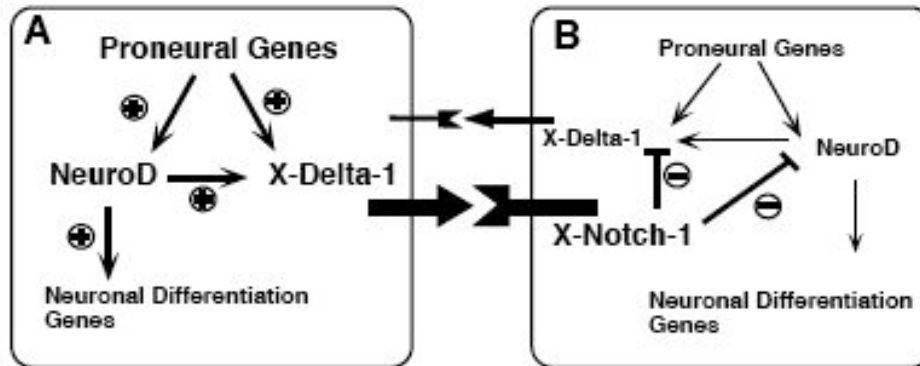 A
Proneural Genes
NeuroD
X-Delta-1
Neuronal Differentiation
Genes
B
Proneural Genes
X-Delta-1
NeuroD
X-Notch-1
Neuronal Differentiation
Genes